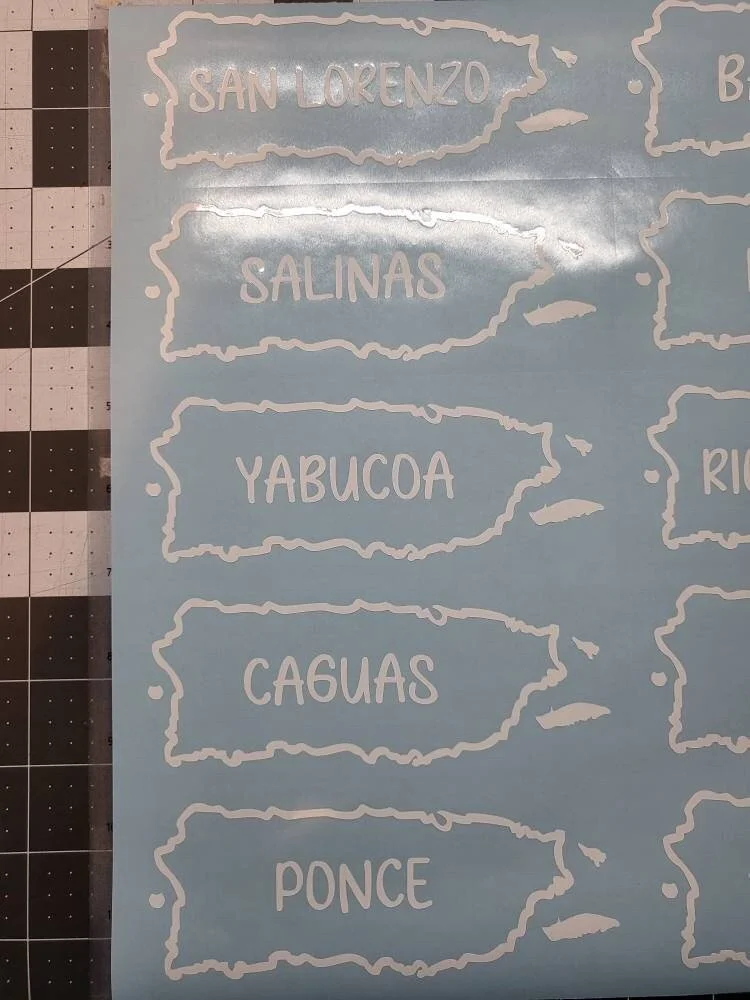 SAN LORENZO
SALINAS
YABUCOA
CAGUAS
PONCE